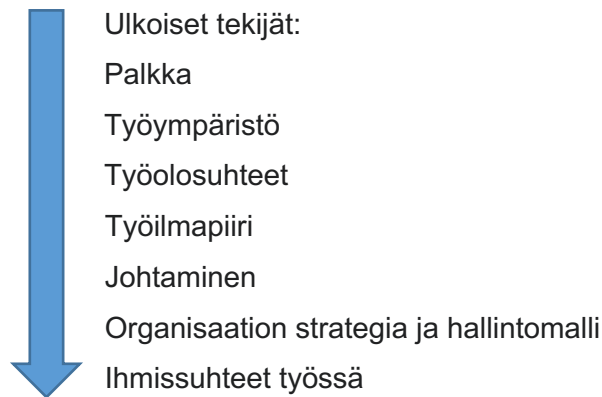 Ulkoiset tekijät:
Palkka
Työympäristö
Työolosuhteet
Työilmapiiri
Johtaminen
Organisaation strategia ja hallintomalli
Ihmissuhteet työssä